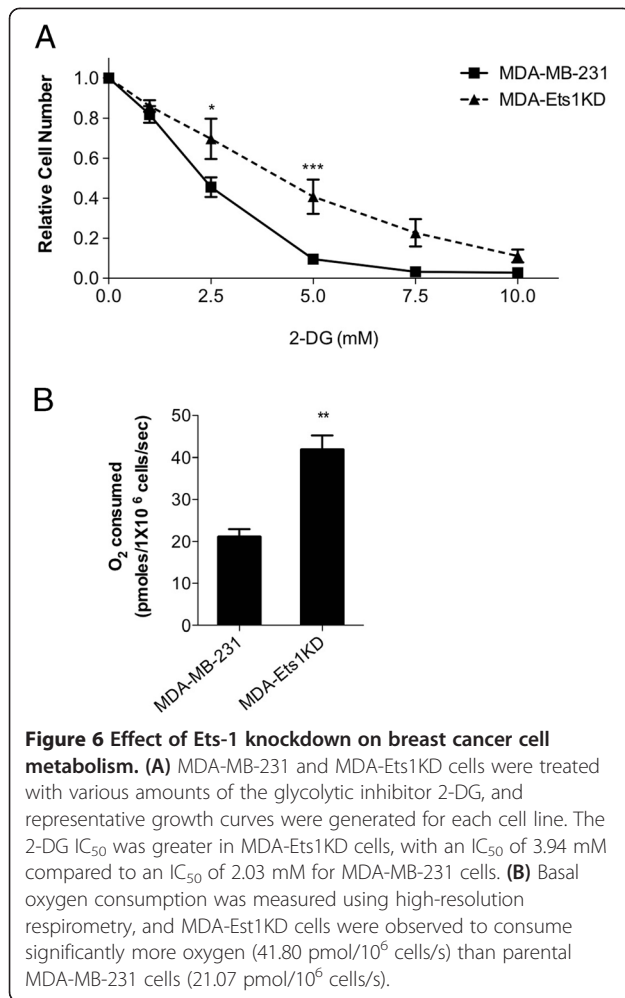 A
Relative Cell Number
1.0
0.8
0.6
0.4
0.2
0.0
*
***
MDA-MB-231
MDA-Ets1KD
0.0 2.5 5.0 7.5 10.0
2-DG (mM)
B
O2 consumed
(pmoles/1X10 6 cells/sec)
50
40
30
20
10
0
**
MDA-MB-231
MDA-Ets1KD
Figure 6 Effect of Ets-1 knockdown on breast cancer cell
metabolism. (A) MDA-MB-231 and MDA-Ets1KD cells were treated
with various amounts of the glycolytic inhibitor 2-DG, and
representative growth curves were generated for each cell line. The
2-DG IC50 was greater in MDA-Ets1KD cells, with an IC50 of 3.94 mM
compared to an IC50 of 2.03 mM for MDA-MB-231 cells. (B) Basal
oxygen consumption was measured using high-resolution
respirometry, and MDA-Est1KD cells were observed to consume
significantly more oxygen (41.80 pmol/10⁶ cells/s) than parental
MDA-MB-231 cells (21.07 pmol/10⁶ cells/s).